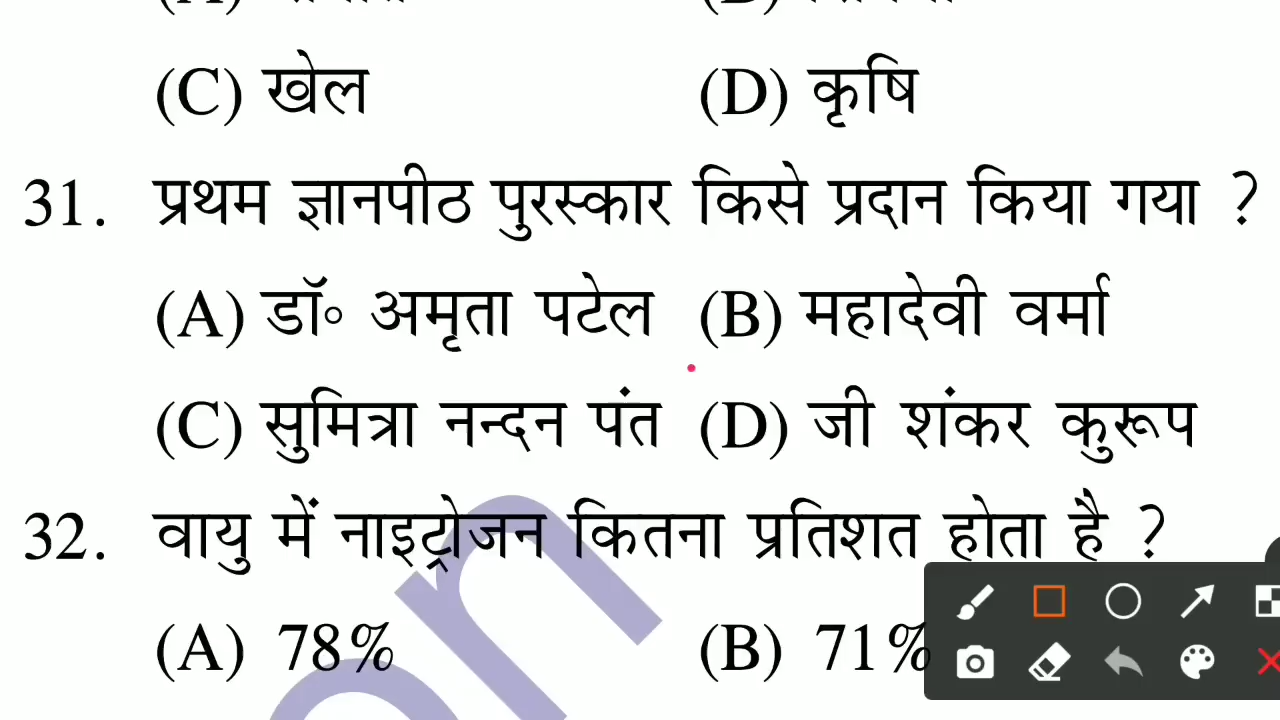 (C) खेल (D) कृषि
31. प्रथम ज्ञानपीठ पुरस्कार किसे प्रदान किया गया ?
(A) डॉ॰ अमृता पटेल (B) महादेवी वर्मा
(C) सुमित्रा नन्दन पंत (D) जी शंकर कुरूप
32. वायु में नाइट्रोजन कितना प्रतिशत होता है ?
(A) 78% (B) 71%
on